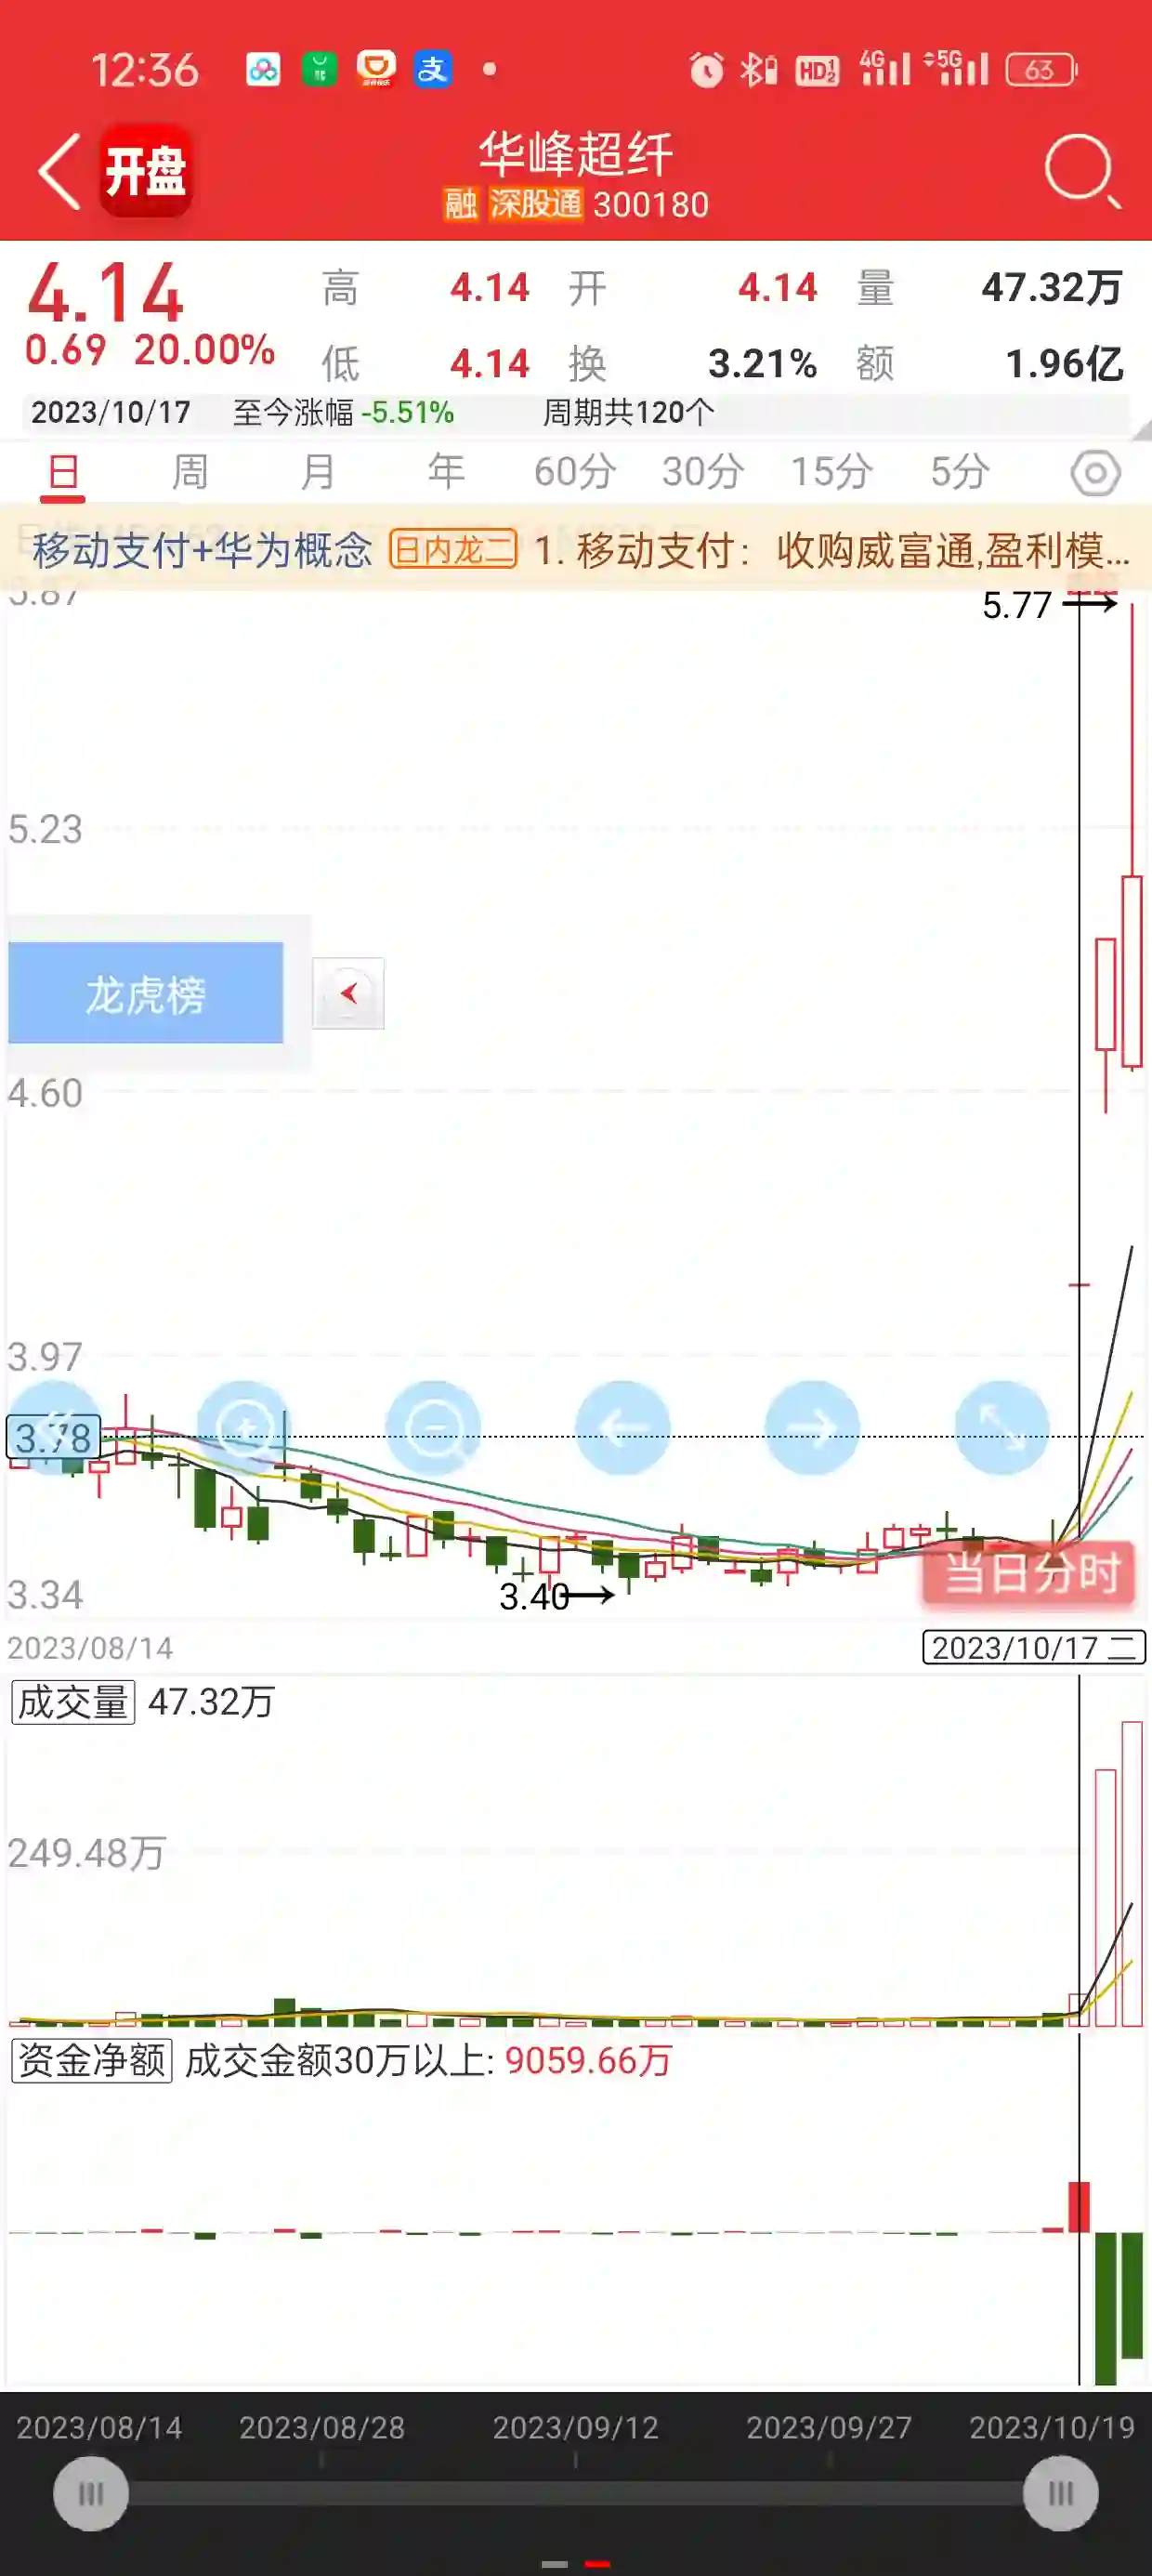 12:36 HD 1 2 4G 5G 63
开盘
华峰超纤
融 深股通 300180
4.14 高 4.14 开 4.14 量 47.32万
0.69 20.00% 低 4.14 换 3.21% 额 1.96亿
2023/10/17 至今涨幅 -5.51% 周期共120个
日 周 月 年 60分 30分 15分 5分
移动支付+华为概念 日内龙二 1. 移动支付：收购威富通,盈利模...
5.87
5.77
5.23
龙虎榜
4.60
3.97
3.78
当日分时
3.40
3.34
2023/08/14 2023/10/17 二
成交量 47.32万
249.48万
资金净额 成交金额30万以上: 9059.66万
2023/08/14 2023/08/28 2023/09/12 2023/09/27 2023/10/19